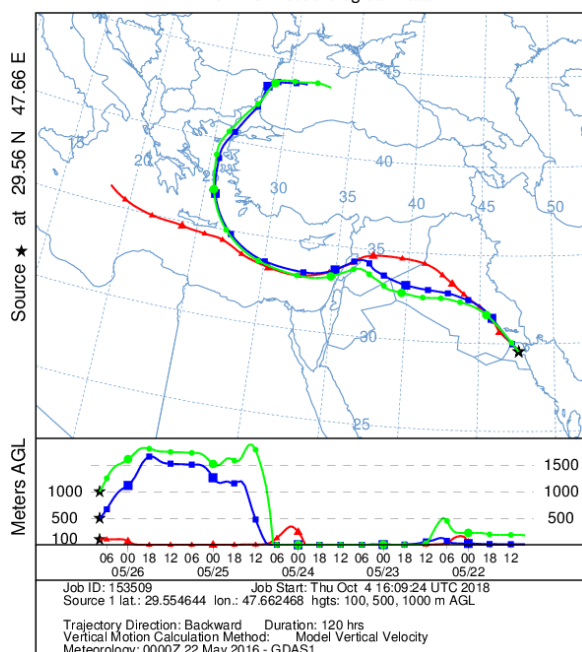 Source ★ at 29.56 N 47.66 E
45
15
20
25
30
35
40
45
50
40
35
30
25
Meters AGL
1500
1000 1000
500 500
100
06 00 18 12 06 00 18 12 06 00 18 12 06 00 18 12 06 00 18 12
05/26 05/25 05/24 05/23 05/22
Job ID: 153509 Job Start: Thu Oct 4 16:09:24 UTC 2018
Source 1 lat.: 29.554644 lon.: 47.662468 hgts: 100, 500, 1000 m AGL
Trajectory Direction: Backward Duration: 120 hrs
Vertical Motion Calculation Method: Model Vertical Velocity
Meteorology: 0000Z 22 May 2016 - GDAS1